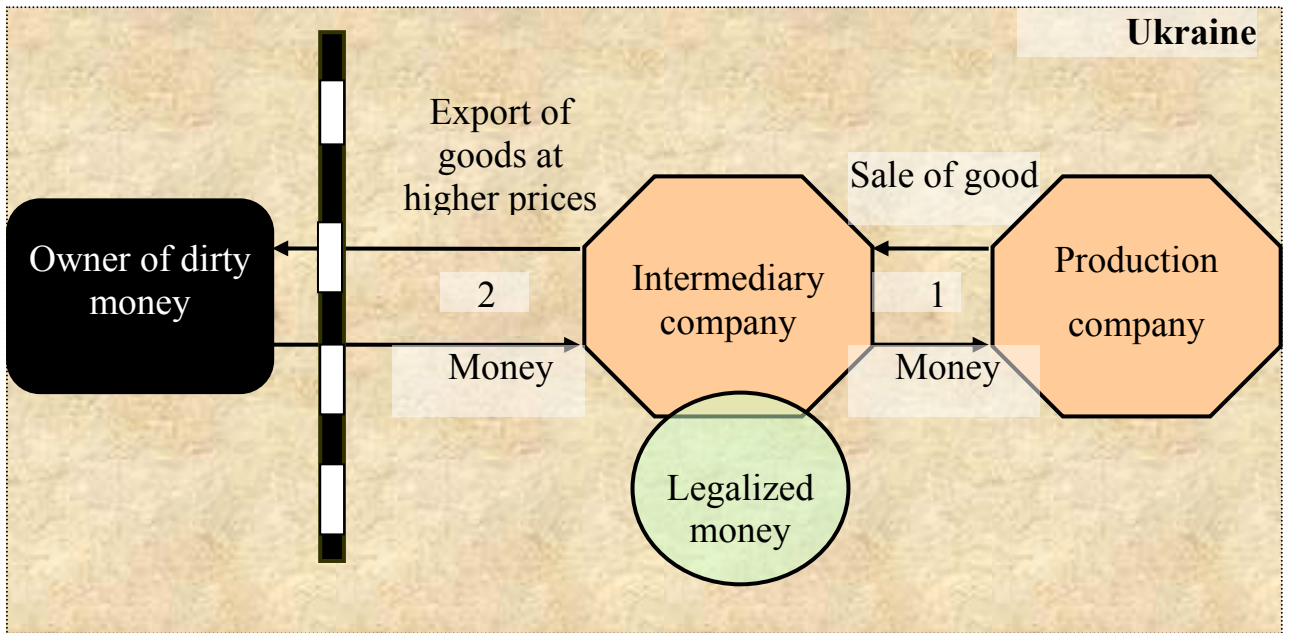 Ukraine
Export of
goods at
higher prices
Sale of good
Owner of dirty
money
Intermediary
company
Production
company
2
1
Money
Money
Legalized
money